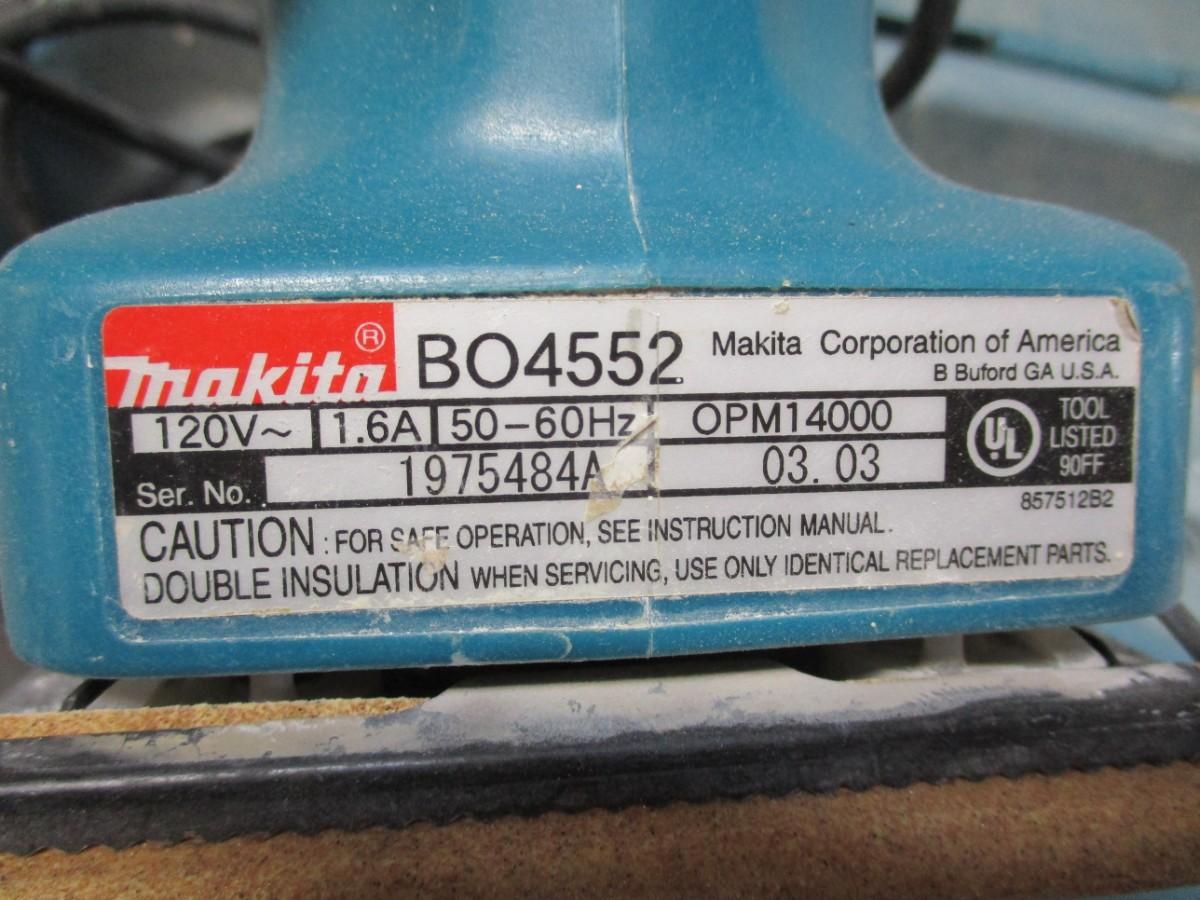 makita® BO4552 Makita Corporation of America
B Buford GA U.S.A.
120V~ 1.6A 50-60Hz OPM14000
Ser. No. 1975484A 03.03
UL TOOL LISTED 90FF
857512B2
CAUTION : FOR SAFE OPERATION, SEE INSTRUCTION MANUAL.
DOUBLE INSULATION WHEN SERVICING, USE ONLY IDENTICAL REPLACEMENT PARTS.